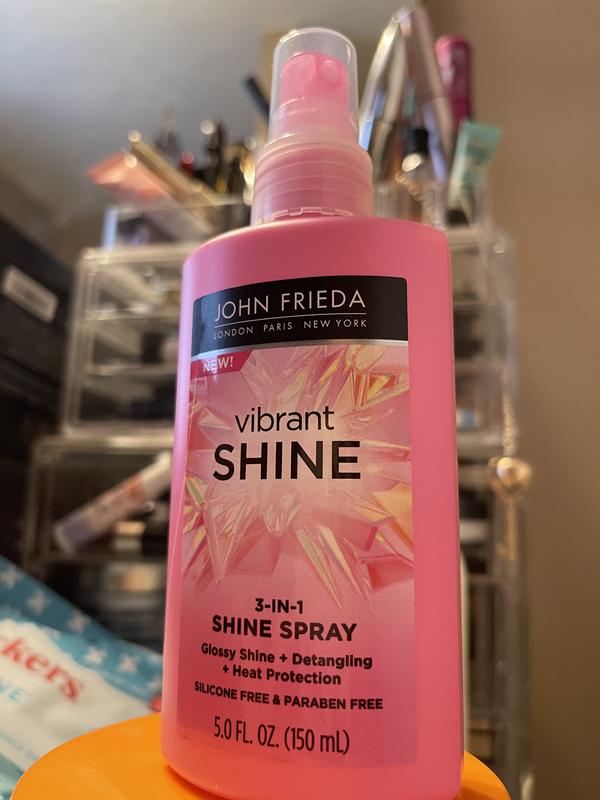 JOHN FRIEDA
LONDON PARIS NEW YORK
NEW!
vibrant
SHINE
3-IN-1
SHINE SPRAY
Glossy Shine + Detangling
+ Heat Protection
SILICONE FREE & PARABEN FREE
5.0 FL. OZ. (150 mL)
kers